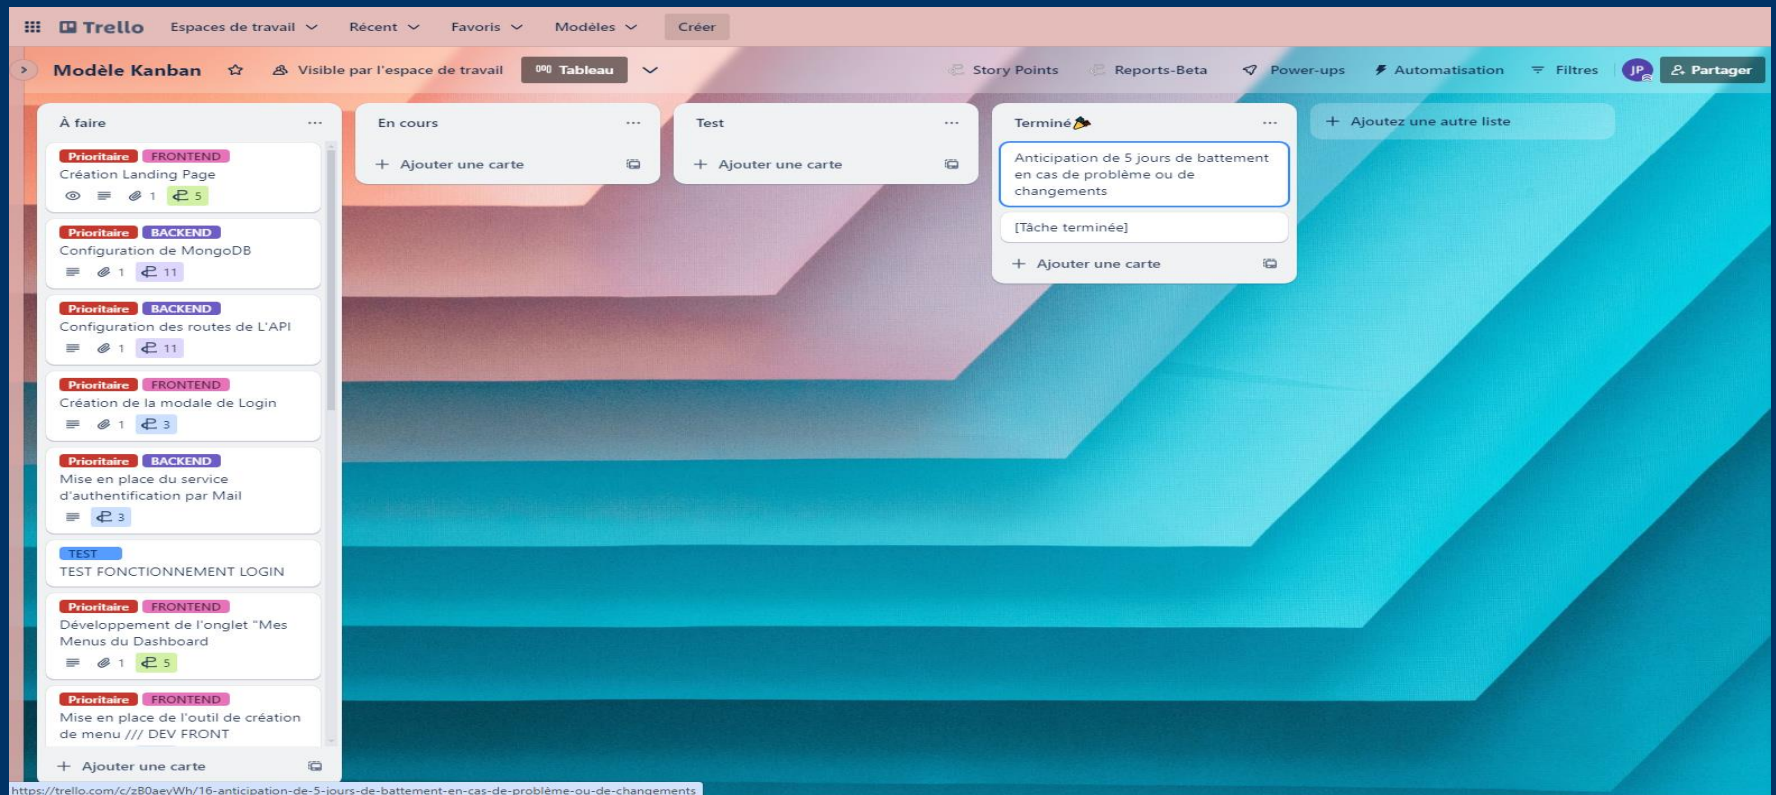 Trello Espaces de travail Récent Favoris Modèles Créer
Modèle Kanban Visible par l'espace de travail Tableau Story Points Reports-Beta Power-ups Automatisation Filtres JP Partager
À faire
Prioritaire FRONTEND
Création Landing Page
1 5
Prioritaire BACKEND
Configuration de MongoDB
1 11
Prioritaire BACKEND
Configuration des routes de L'API
1 11
Prioritaire FRONTEND
Création de la modale de Login
1 3
Prioritaire BACKEND
Mise en place du service
d'authentification par Mail
3
TEST
TEST FONCTIONNEMENT LOGIN
Prioritaire FRONTEND
Développement de l'onglet "Mes
Menus du Dashboard
1 5
Prioritaire FRONTEND
Mise en place de l'outil de création
de menu /// DEV FRONT
+ Ajouter une carte
En cours
+ Ajouter une carte
Test
+ Ajouter une carte
Terminé🎉
Anticipation de 5 jours de battement
en cas de problème ou de
changements
[Tâche terminée]
+ Ajouter une carte
+ Ajoutez une autre liste
https://trello.com/c/zB0aeyWh/16-anticipation-de-5-jours-de-battement-en-cas-de-problème-ou-de-changements